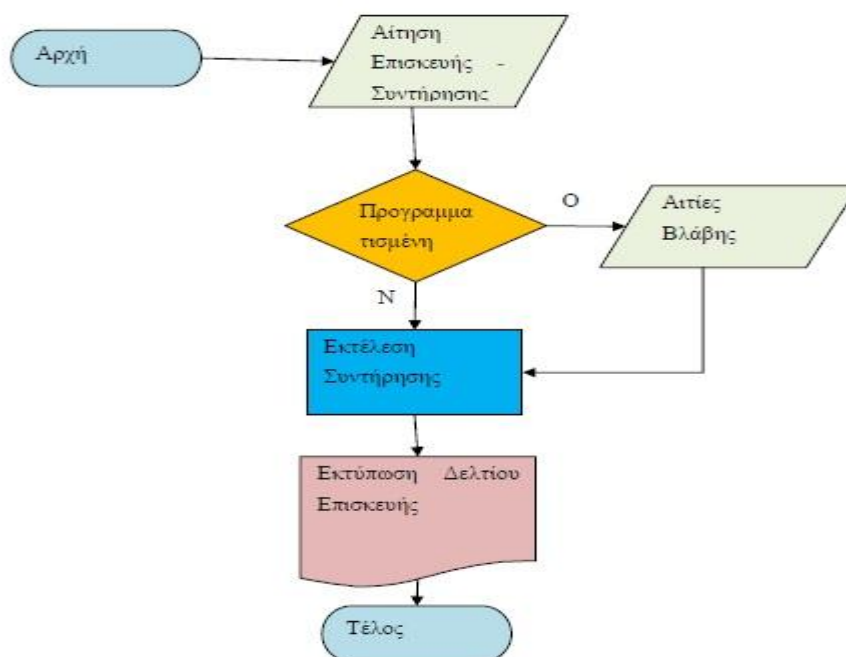 Αρχή
Αίτηση
Επισκευής -
Συντήρησης
Προγραμμα
τισμένη
Ο
Αιτίες
Βλάβης
Ν
Εκτέλεση
Συντήρησης
Εκτύπωση Δελτίου
Επισκευής
Τέλος